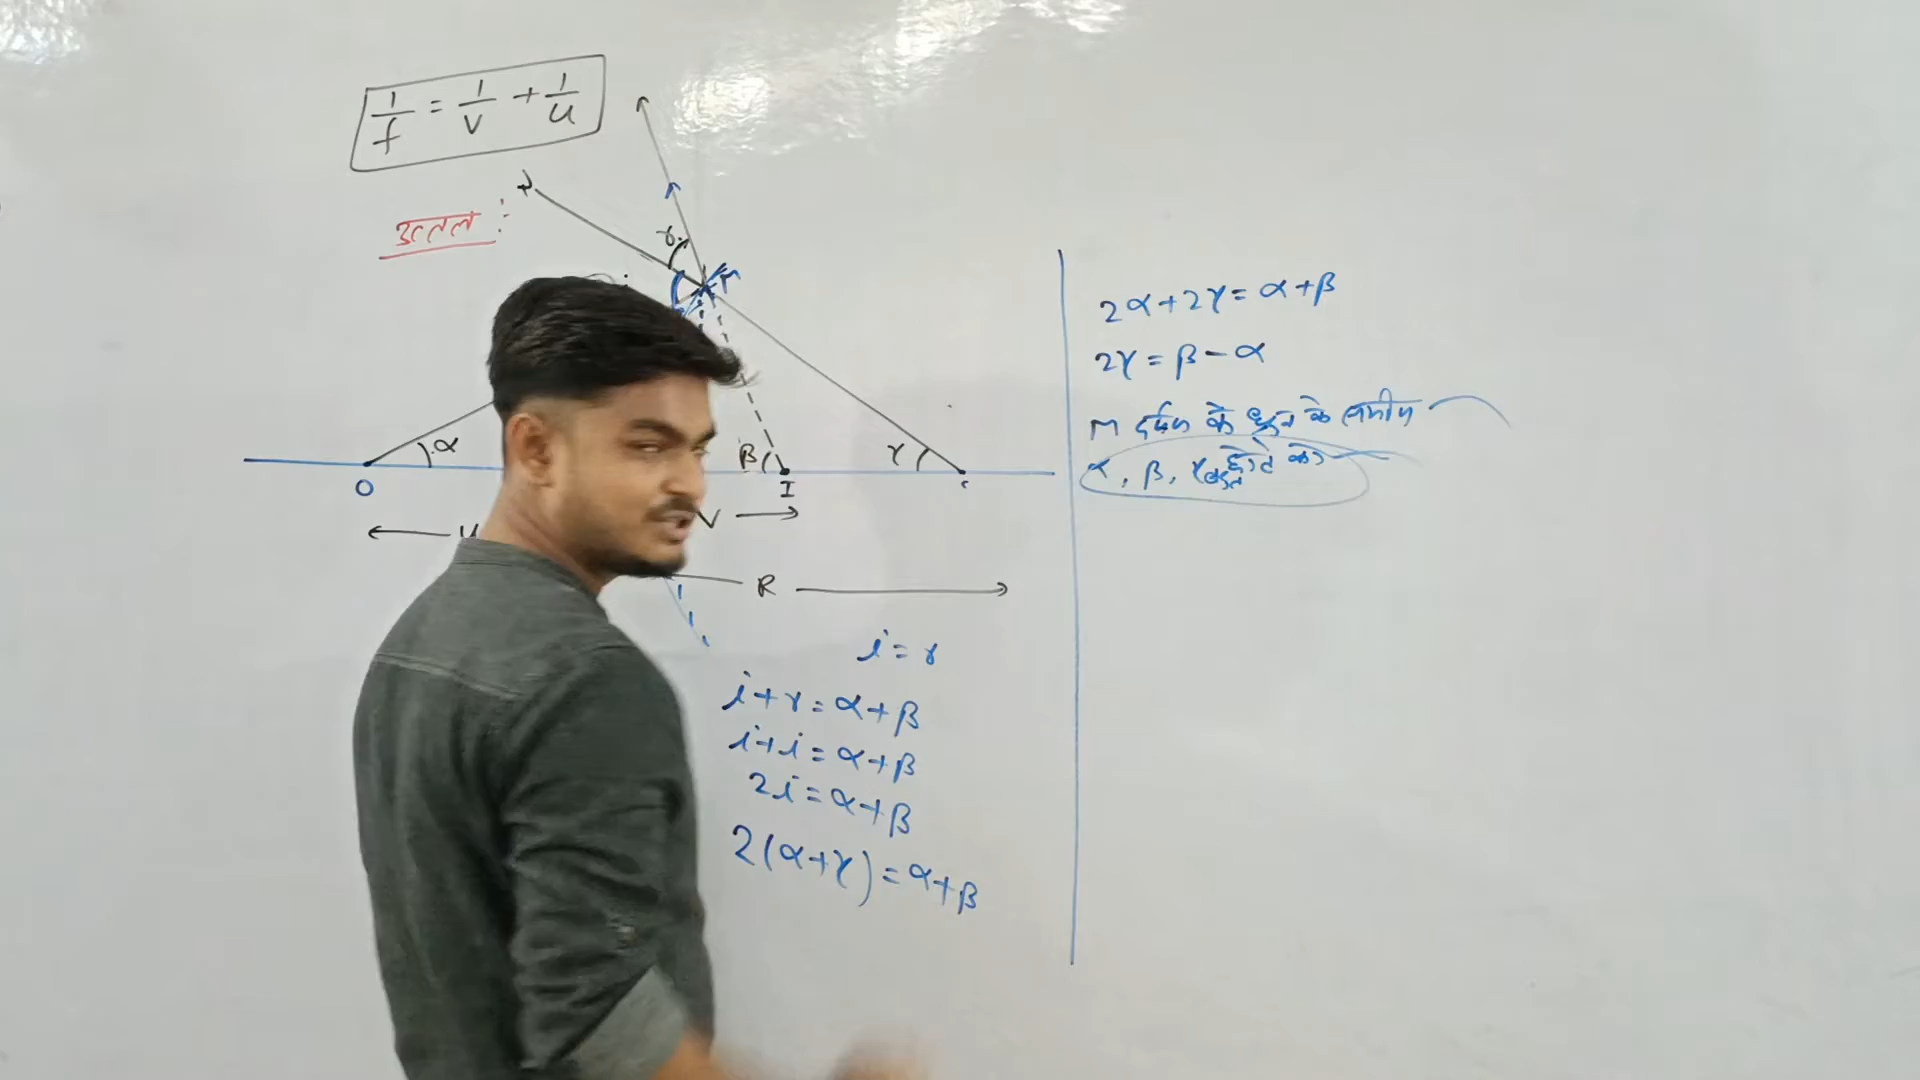 1/f = 1/v + 1/u
उत्तल :
r
M
α
β
γ
O
I
u
V
R
i = r
i + r = α + β
i + i = α + β
2i = α + β
2(α + γ) = α + β
2α + 2γ = α + β
2γ = β - α
M दर्पण के ध्रुव के समीप
α, β, γ छोटे को